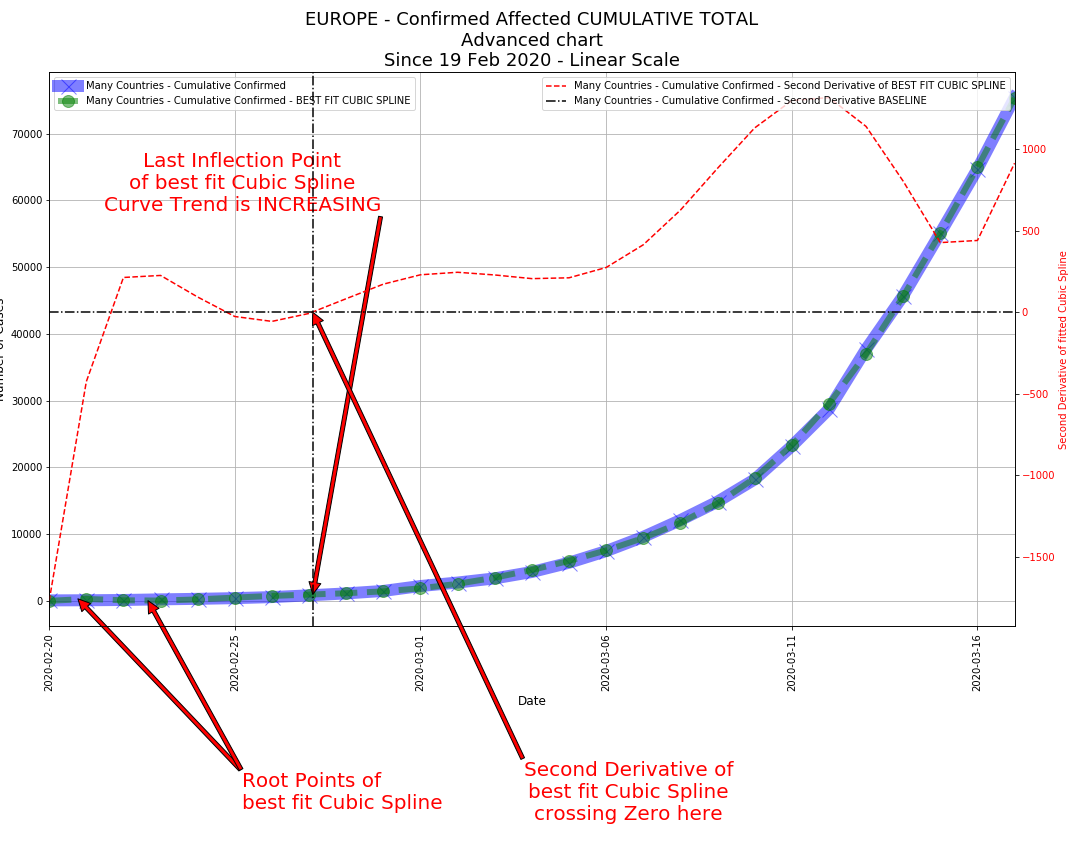 EUROPE - Confirmed Affected CUMULATIVE TOTAL
Advanced chart
Since 19 Feb 2020 - Linear Scale
Many Countries - Cumulative Confirmed
Many Countries - Cumulative Confirmed - BEST FIT CUBIC SPLINE
Many Countries - Cumulative Confirmed - Second Derivative of BEST FIT CUBIC SPLINE
Many Countries - Cumulative Confirmed - Second Derivative BASELINE
Last Inflection Point
of best fit Cubic Spline
Curve Trend is INCREASING
70000
60000
50000
40000
30000
20000
10000
0
1000
500
0
−500
−1000
−1500
Second Derivative of fitted Cubic Spline
2020-02-20
2020-02-25
2020-03-01
2020-03-06
2020-03-11
2020-03-16
Date
Root Points of
best fit Cubic Spline
Second Derivative of
best fit Cubic Spline
crossing Zero here